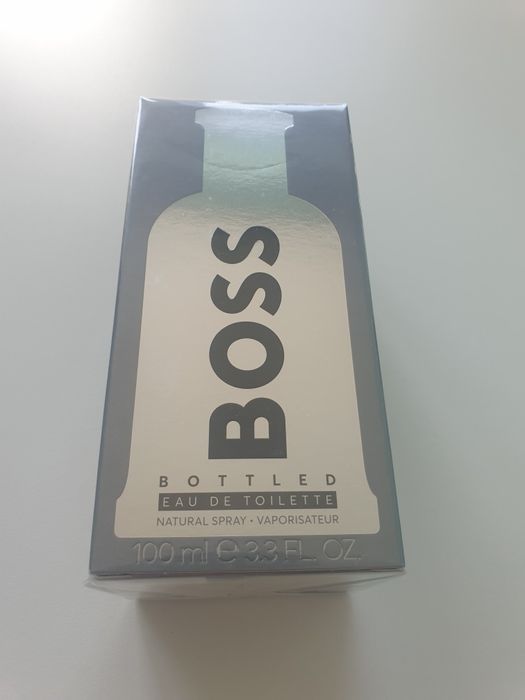 BOSS
BOTTLED
EAU DE TOILETTE
NATURAL SPRAY • VAPORISATEUR
100 ml ℮ 3.3 FL. OZ.